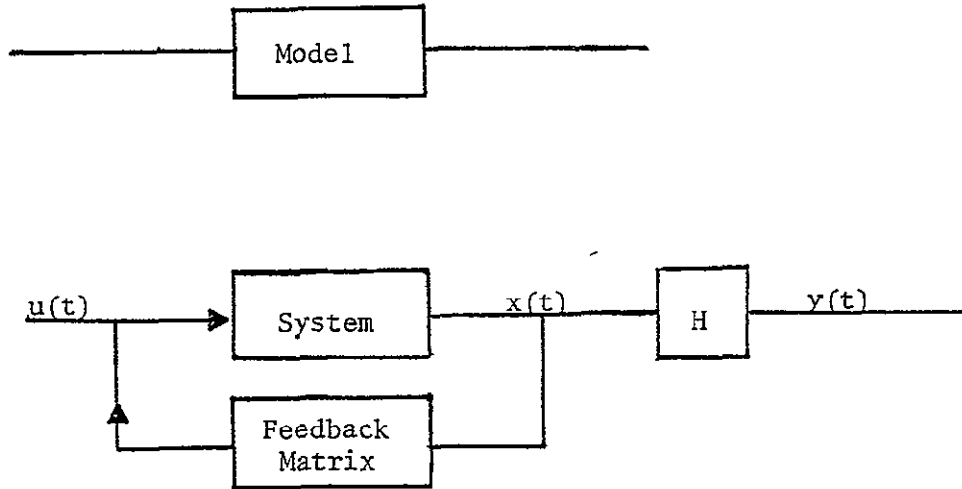 Model
u(t)
System
x(t)
H
y(t)
Feedback
Matrix